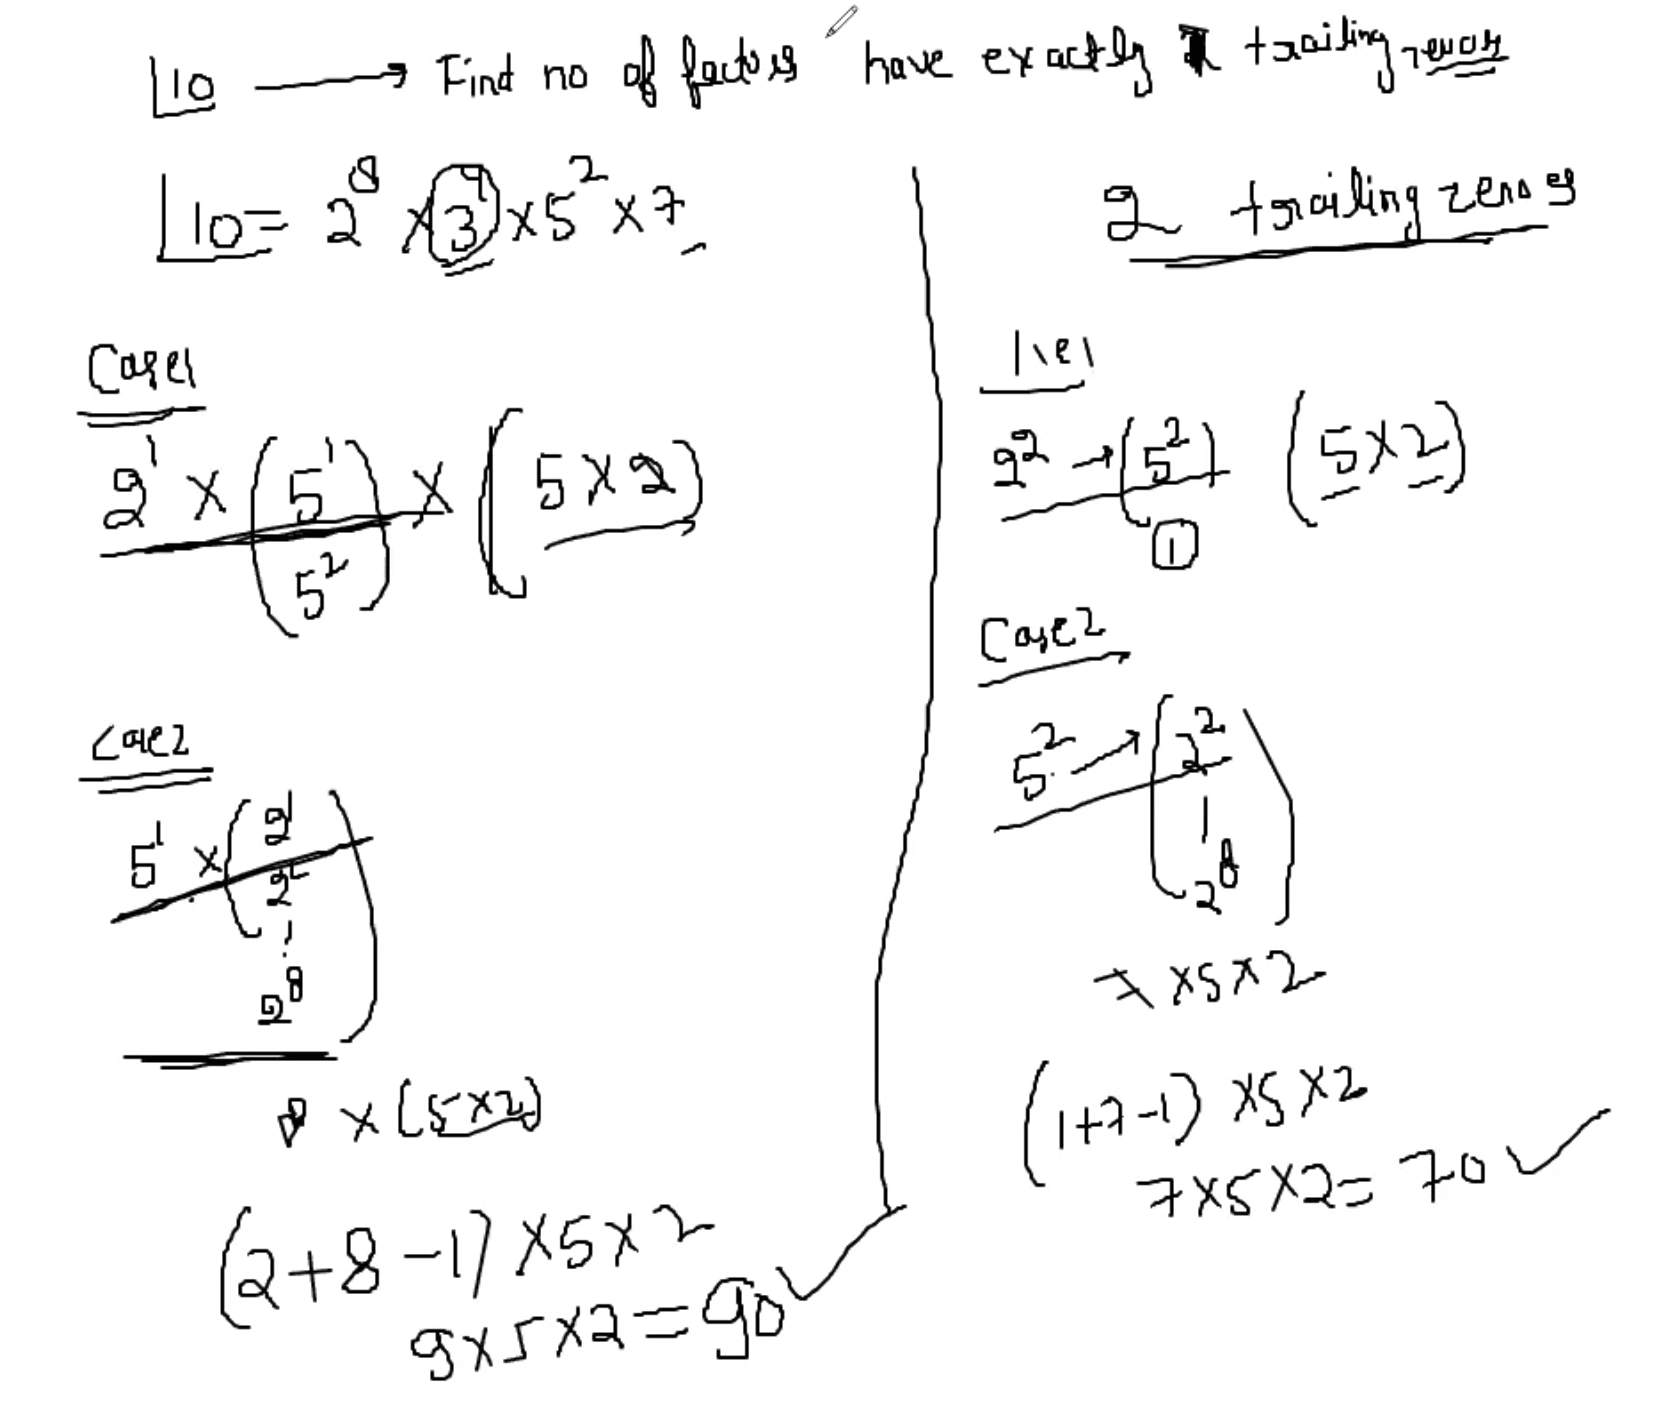 ⌊10 → Find no of factors have exactly 1 trailing zeros
⌊10 = 2^8 × 3^4 × 5^2 × 7
Case1
2^1 × (5^1 5^2) × (5×2)
Case2
5^1 × (2^1
2^2
⋮
2^8)
8 × (5×2)
(2+8-1) × 5 × 2
9×5×2 = 90 ✓
2 trailing zeros
2^2 → (5^2) (5×2)
1
Case2
5^2 → (2^2
|
2^8)
7 ×5×2
(1+7-1) ×5×2
7×5×2 = 70 ✓